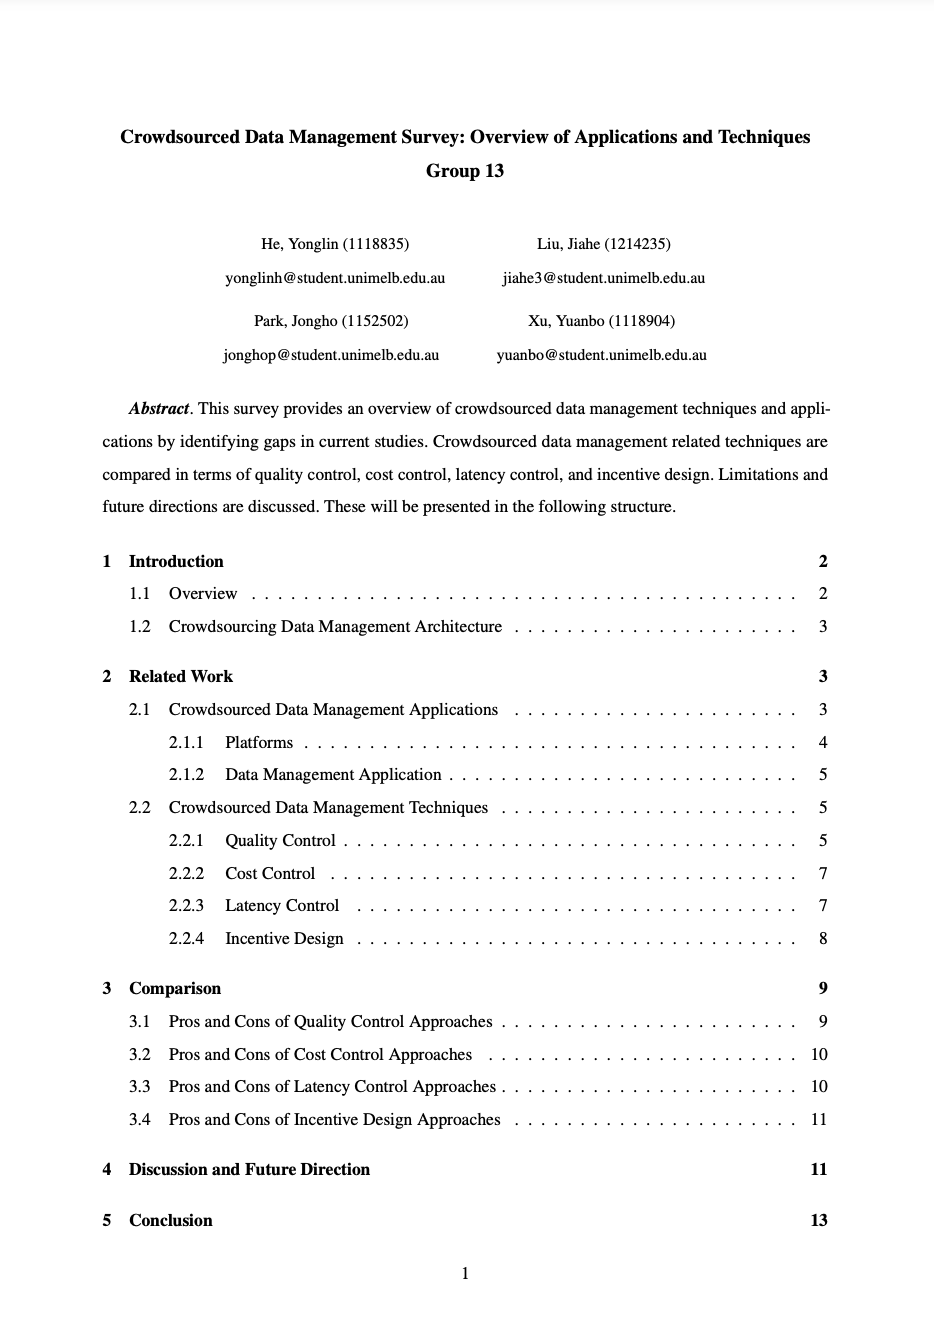 Crowdsourced Data Management Survey: Overview of Applications and Techniques
Group 13
He, Yonglin (1118835) Liu, Jiahe (1214235)
yonglinh@student.unimelb.edu.au jiahe3@student.unimelb.edu.au
Park, Jongho (1152502) Xu, Yuanbo (1118904)
jonghop@student.unimelb.edu.au yuanbo@student.unimelb.edu.au
Abstract. This survey provides an overview of crowdsourced data management techniques and appli-
cations by identifying gaps in current studies. Crowdsourced data management related techniques are
compared in terms of quality control, cost control, latency control, and incentive design. Limitations and
future directions are discussed. These will be presented in the following structure.
1 Introduction 2
1.1 Overview . . . . . . . . . . . . . . . . . . . . . . . . . . . . . . . . . . . . . . . . . . 2
1.2 Crowdsourcing Data Management Architecture . . . . . . . . . . . . . . . . . . . . . . 3
2 Related Work 3
2.1 Crowdsourced Data Management Applications . . . . . . . . . . . . . . . . . . . . . . 3
2.1.1 Platforms . . . . . . . . . . . . . . . . . . . . . . . . . . . . . . . . . . . . . . 4
2.1.2 Data Management Application . . . . . . . . . . . . . . . . . . . . . . . . . . . 5
2.2 Crowdsourced Data Management Techniques . . . . . . . . . . . . . . . . . . . . . . . 5
2.2.1 Quality Control . . . . . . . . . . . . . . . . . . . . . . . . . . . . . . . . . . . 5
2.2.2 Cost Control . . . . . . . . . . . . . . . . . . . . . . . . . . . . . . . . . . . . 7
2.2.3 Latency Control . . . . . . . . . . . . . . . . . . . . . . . . . . . . . . . . . . 7
2.2.4 Incentive Design . . . . . . . . . . . . . . . . . . . . . . . . . . . . . . . . . . 8
3 Comparison 9
3.1 Pros and Cons of Quality Control Approaches . . . . . . . . . . . . . . . . . . . . . . . 9
3.2 Pros and Cons of Cost Control Approaches . . . . . . . . . . . . . . . . . . . . . . . . 10
3.3 Pros and Cons of Latency Control Approaches . . . . . . . . . . . . . . . . . . . . . . . 10
3.4 Pros and Cons of Incentive Design Approaches . . . . . . . . . . . . . . . . . . . . . . 11
4 Discussion and Future Direction 11
5 Conclusion 13
1